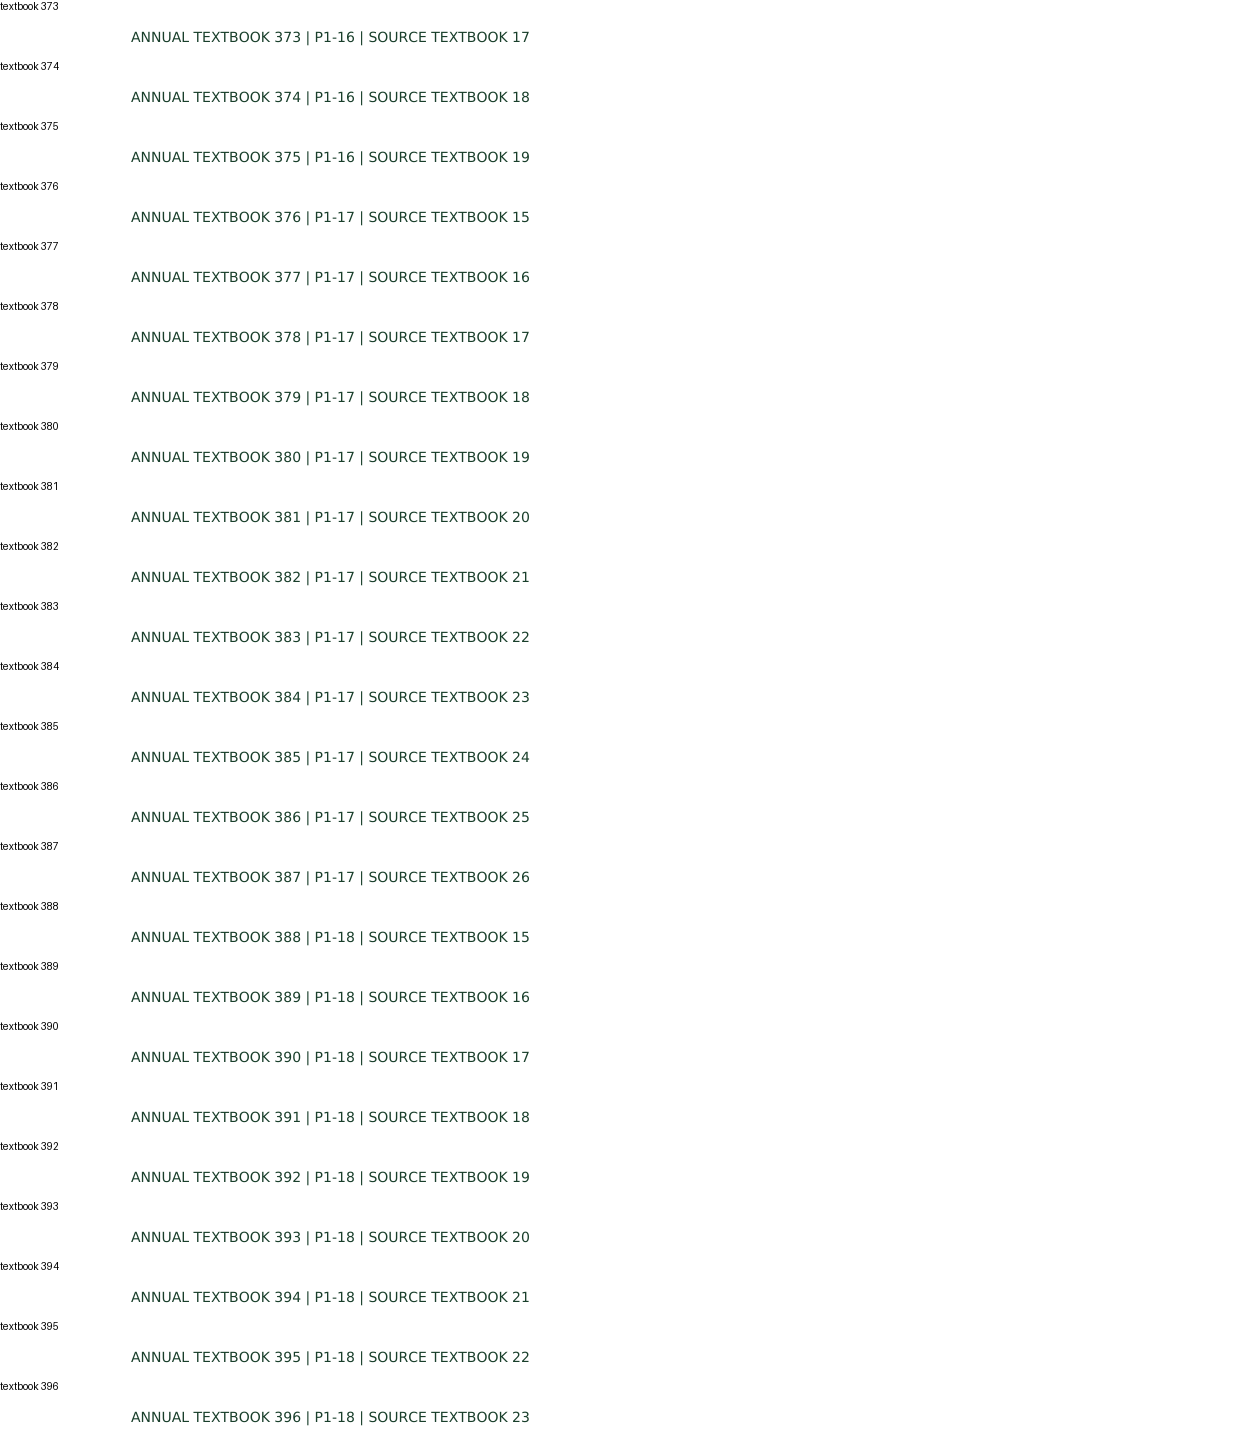 textbook 373
ANNUAL TEXTBOOK 373 | P1-16 | SOURCE TEXTBOOK 17
textbook 374
ANNUAL TEXTBOOK 374 | P1-16 | SOURCE TEXTBOOK 18
textbook 375
ANNUAL TEXTBOOK 375 | P1-16 | SOURCE TEXTBOOK 19
textbook 376
ANNUAL TEXTBOOK 376 | P1-17 | SOURCE TEXTBOOK 15
textbook 377
ANNUAL TEXTBOOK 377 | P1-17 | SOURCE TEXTBOOK 16
textbook 378
ANNUAL TEXTBOOK 378 | P1-17 | SOURCE TEXTBOOK 17
textbook 379
ANNUAL TEXTBOOK 379 | P1-17 | SOURCE TEXTBOOK 18
textbook 380
ANNUAL TEXTBOOK 380 | P1-17 | SOURCE TEXTBOOK 19
textbook 381
ANNUAL TEXTBOOK 381 | P1-17 | SOURCE TEXTBOOK 20
textbook 382
ANNUAL TEXTBOOK 382 | P1-17 | SOURCE TEXTBOOK 21
textbook 383
ANNUAL TEXTBOOK 383 | P1-17 | SOURCE TEXTBOOK 22
textbook 384
ANNUAL TEXTBOOK 384 | P1-17 | SOURCE TEXTBOOK 23
textbook 385
ANNUAL TEXTBOOK 385 | P1-17 | SOURCE TEXTBOOK 24
textbook 386
ANNUAL TEXTBOOK 386 | P1-17 | SOURCE TEXTBOOK 25
textbook 387
ANNUAL TEXTBOOK 387 | P1-17 | SOURCE TEXTBOOK 26
textbook 388
ANNUAL TEXTBOOK 388 | P1-18 | SOURCE TEXTBOOK 15
textbook 389
ANNUAL TEXTBOOK 389 | P1-18 | SOURCE TEXTBOOK 16
textbook 390
ANNUAL TEXTBOOK 390 | P1-18 | SOURCE TEXTBOOK 17
textbook 391
ANNUAL TEXTBOOK 391 | P1-18 | SOURCE TEXTBOOK 18
textbook 392
ANNUAL TEXTBOOK 392 | P1-18 | SOURCE TEXTBOOK 19
textbook 393
ANNUAL TEXTBOOK 393 | P1-18 | SOURCE TEXTBOOK 20
textbook 394
ANNUAL TEXTBOOK 394 | P1-18 | SOURCE TEXTBOOK 21
textbook 395
ANNUAL TEXTBOOK 395 | P1-18 | SOURCE TEXTBOOK 22
textbook 396
ANNUAL TEXTBOOK 396 | P1-18 | SOURCE TEXTBOOK 23